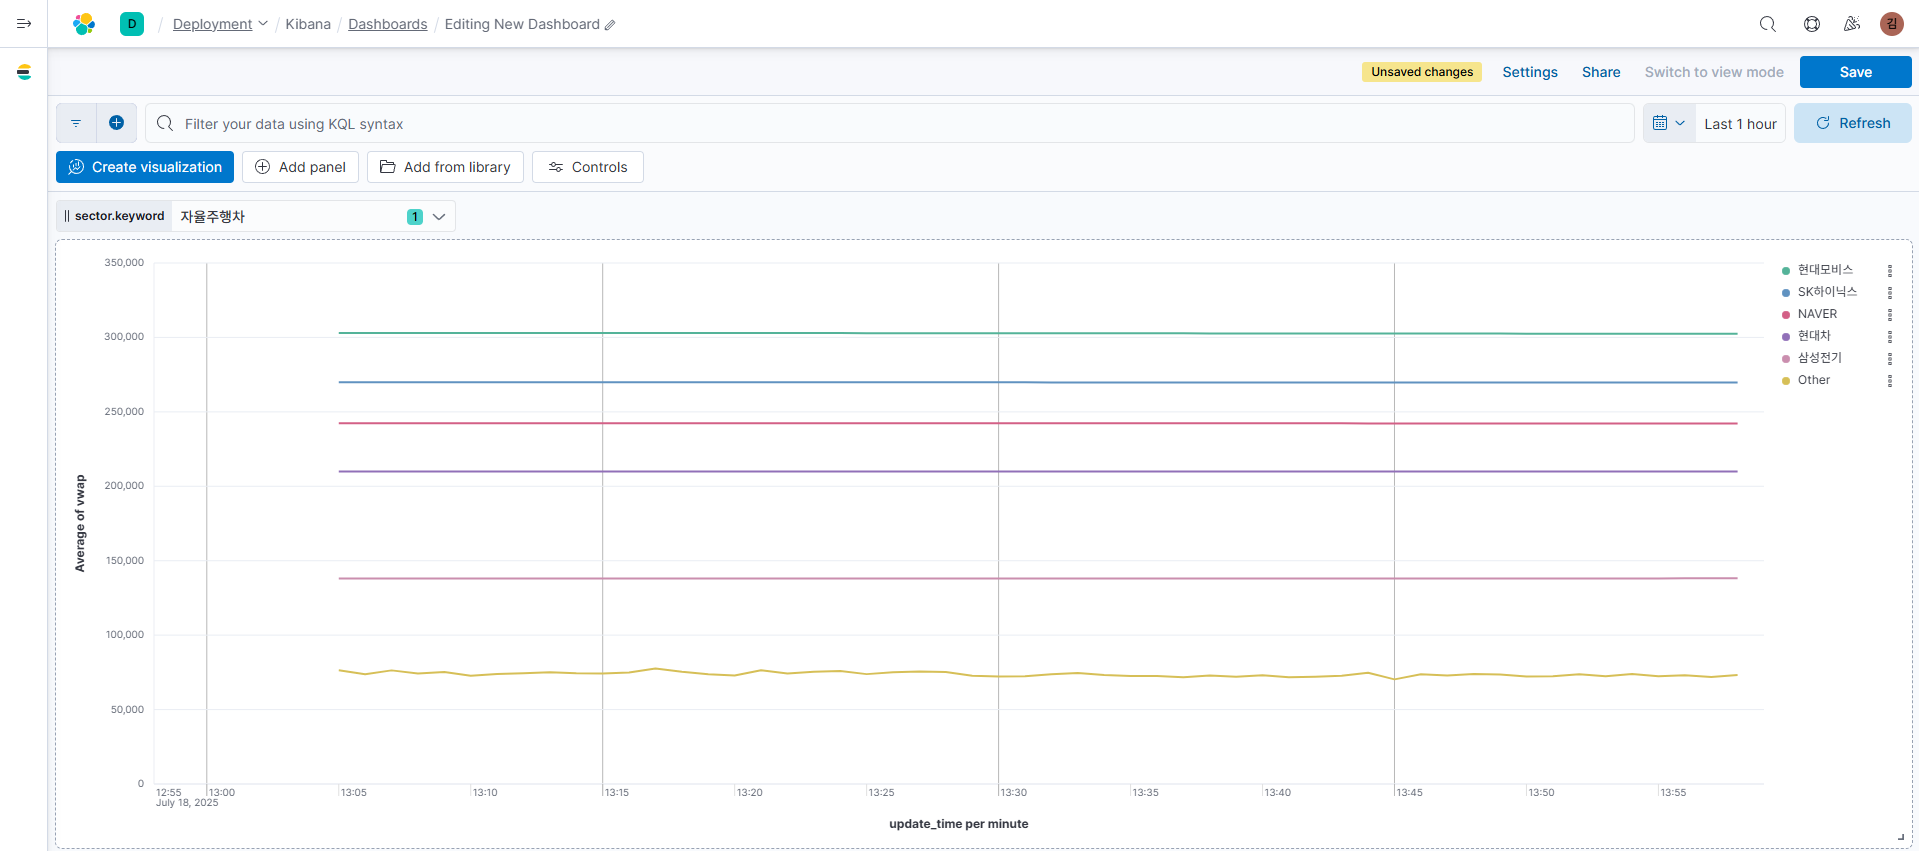 D / Deployment / Kibana / Dashboards / Editing New Dashboard
김
Unsaved changes
Settings
Share
Switch to view mode
Save
Filter your data using KQL syntax
Last 1 hour
Refresh
Create visualization
Add panel
Add from library
Controls
sector.keyword
자율주행차
1
350,000
300,000
250,000
200,000
150,000
100,000
50,000
0
Average of vwap
12:55
July 18, 2025
13:00
13:05
13:10
13:15
13:20
13:25
13:30
13:35
13:40
13:45
13:50
13:55
update_time per minute
현대모비스
SK하이닉스
NAVER
현대차
삼성전기
Other